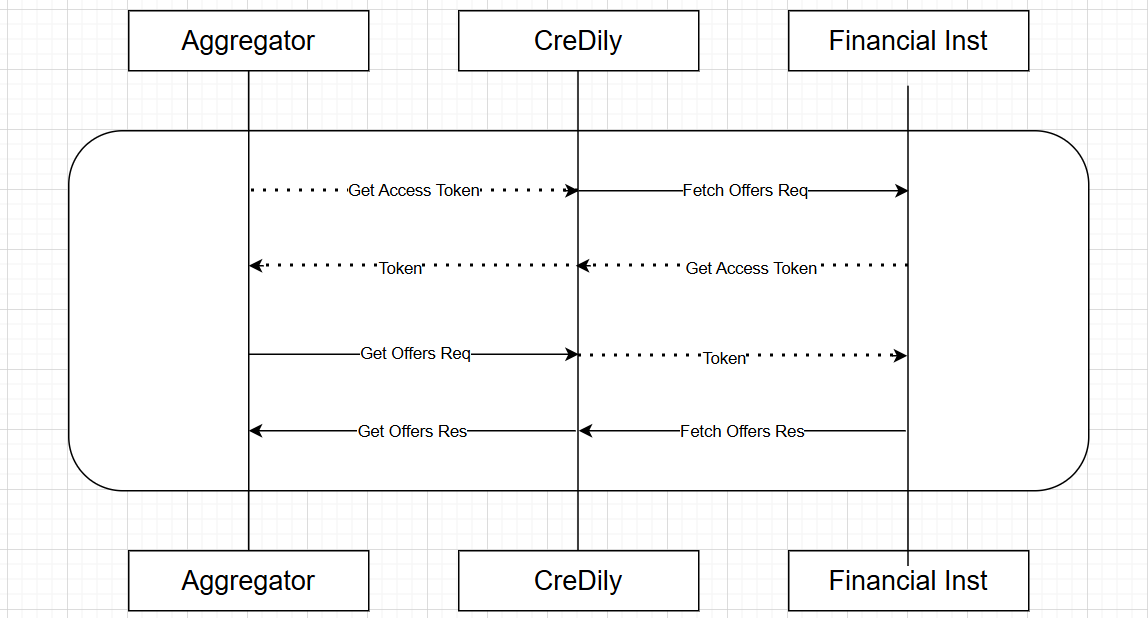 Aggregator
CreDily
Financial Inst
Get Access Token
Fetch Offers Req
Token
Get Access Token
Get Offers Req
Token
Get Offers Res
Fetch Offers Res
Aggregator
CreDily
Financial Inst